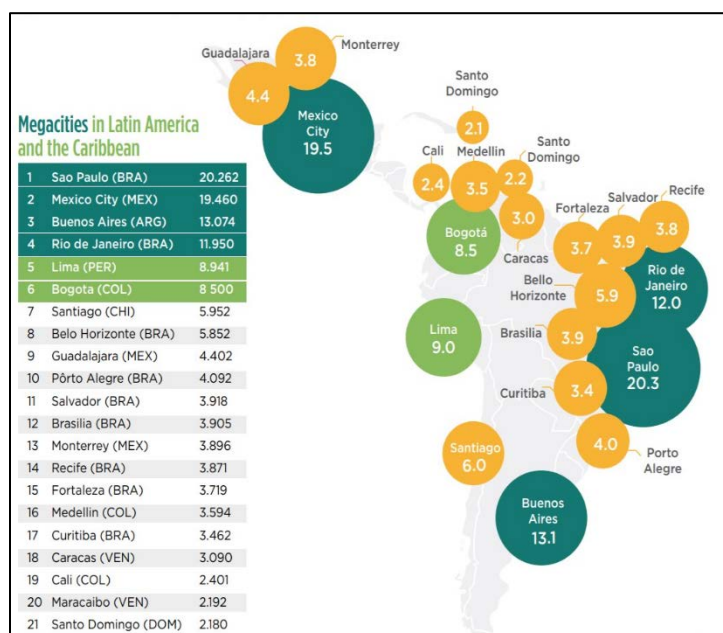 Megacities in Latin America
and the Caribbean
1 Sao Paulo (BRA) 20.262
2 Mexico City (MEX) 19.460
3 Buenos Aires (ARG) 13.074
4 Rio de Janeiro (BRA) 11.950
5 Lima (PER) 8.941
6 Bogota (COL) 8 500
7 Santiago (CHI) 5.952
8 Belo Horizonte (BRA) 5.852
9 Guadalajara (MEX) 4.402
10 Pôrto Alegre (BRA) 4.092
11 Salvador (BRA) 3.918
12 Brasilia (BRA) 3.905
13 Monterrey (MEX) 3.896
14 Recife (BRA) 3.871
15 Fortaleza (BRA) 3.719
16 Medellin (COL) 3.594
17 Curitiba (BRA) 3.462
18 Caracas (VEN) 3.090
19 Cali (COL) 2.401
20 Maracaibo (VEN) 2.192
21 Santo Domingo (DOM) 2.180
Guadalajara
4.4
Monterrey
3.8
Mexico
City
19.5
Santo
Domingo
2.1
Cali
2.4
Medellin
3.5
Santo
Domingo
2.2
Caracas
3.0
Bogotá
8.5
Fortaleza
3.7
Salvador
3.9
Recife
3.8
Rio de
Janeiro
12.0
Bello
Horizonte
5.9
Lima
9.0
Brasilia
3.9
Sao
Paulo
20.3
Curitiba
3.4
Santiago
6.0
4.0
Porto
Alegre
Buenos
Aires
13.1